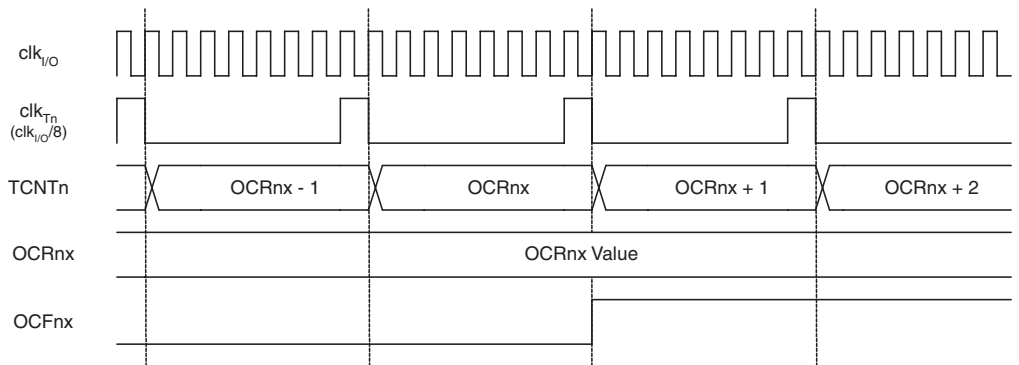 clkI/O
clkTn
(clkI/O/8)
TCNTn
OCRnx - 1
OCRnx
OCRnx + 1
OCRnx + 2
OCRnx
OCRnx Value
OCFnx